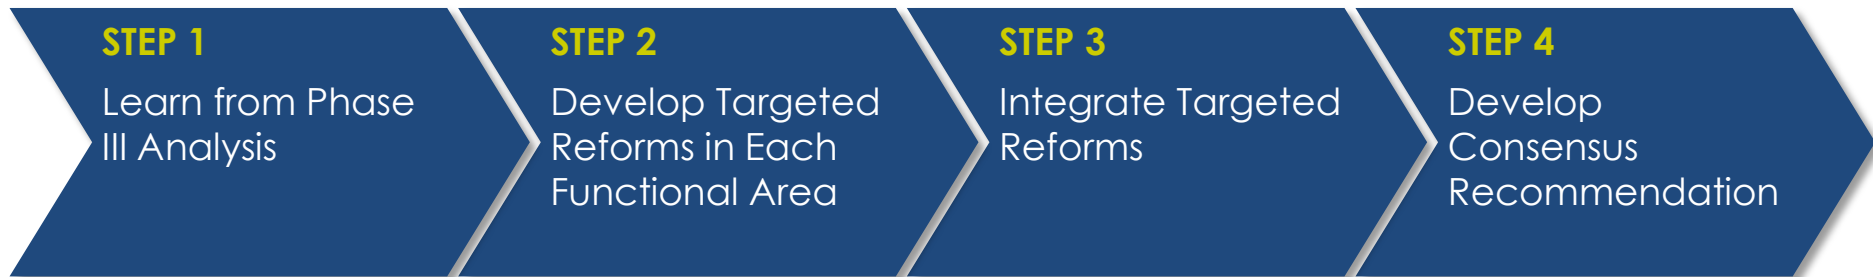 STEP 1
Learn from Phase
III Analysis
STEP 2
Develop Targeted
Reforms in Each
Functional Area
STEP 3
Integrate Targeted
Reforms
STEP 4
Develop
Consensus
Recommendation